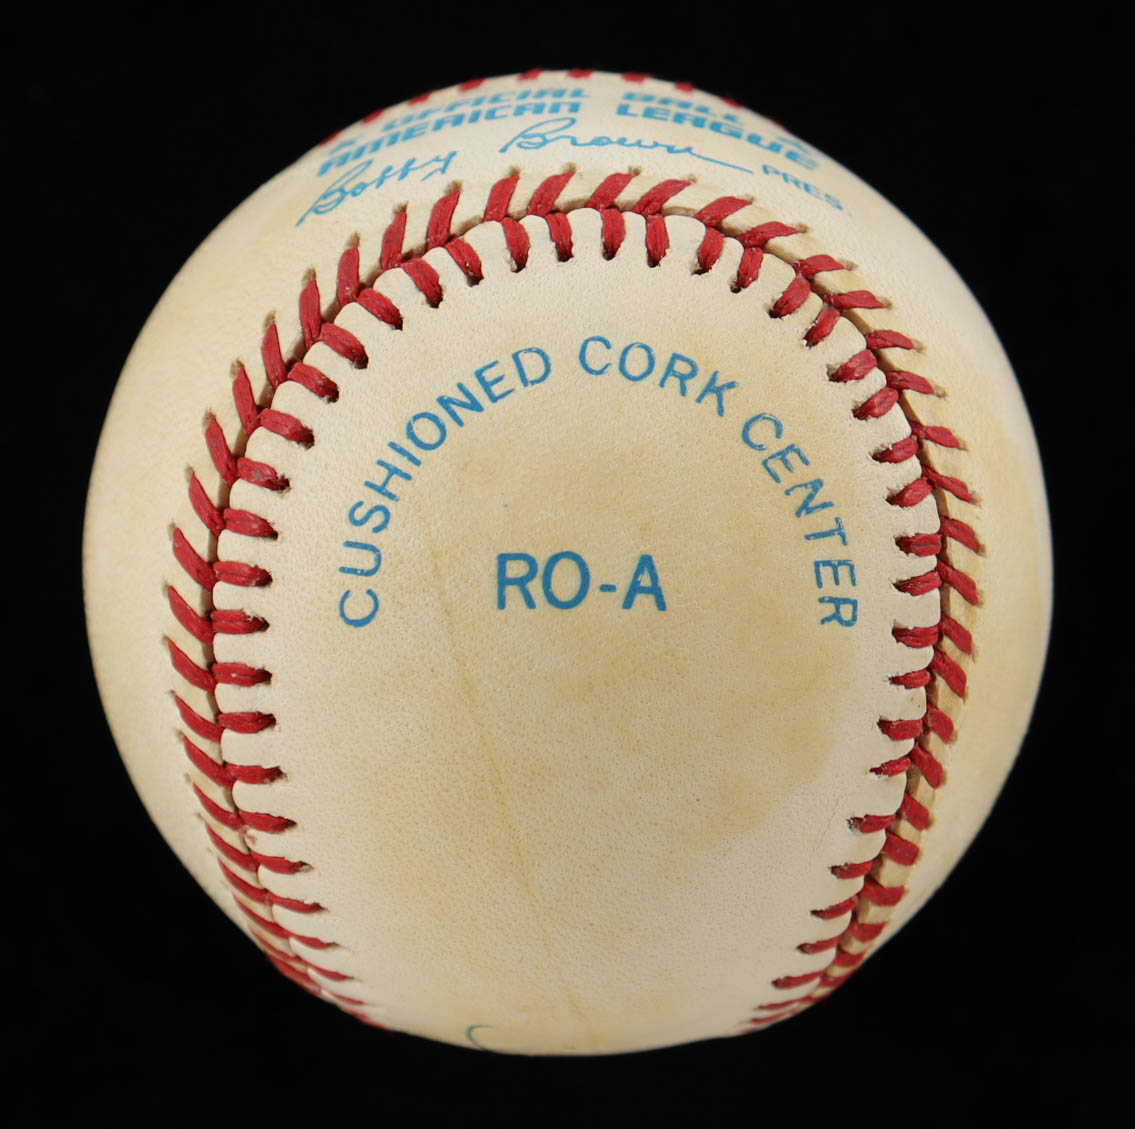 OFFICIAL BALL
AMERICAN LEAGUE
Bobby Brown PRES.
CUSHIONED CORK CENTER
RO-A